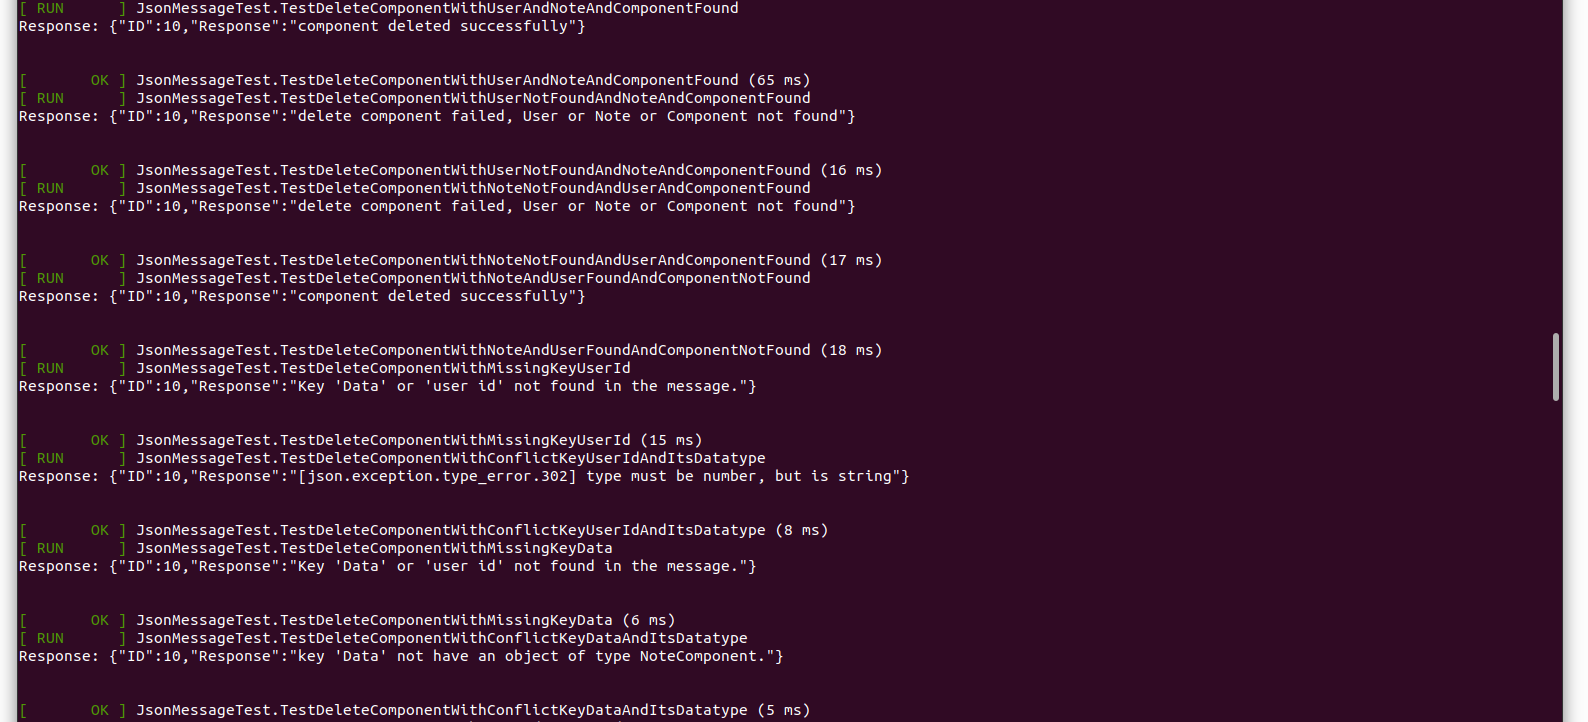 [ RUN      ] JsonMessageTest.TestDeleteComponentWithUserAndNoteAndComponentFound
Response: {"ID":10,"Response":"component deleted successfully"}
[       OK ] JsonMessageTest.TestDeleteComponentWithUserAndNoteAndComponentFound (65 ms)
[ RUN      ] JsonMessageTest.TestDeleteComponentWithUserNotFoundAndNoteAndComponentFound
Response: {"ID":10,"Response":"delete component failed, User or Note or Component not found"}
[       OK ] JsonMessageTest.TestDeleteComponentWithUserNotFoundAndNoteAndComponentFound (16 ms)
[ RUN      ] JsonMessageTest.TestDeleteComponentWithNoteNotFoundAndUserAndComponentFound
Response: {"ID":10,"Response":"delete component failed, User or Note or Component not found"}
[       OK ] JsonMessageTest.TestDeleteComponentWithNoteNotFoundAndUserAndComponentFound (17 ms)
[ RUN      ] JsonMessageTest.TestDeleteComponentWithNoteAndUserFoundAndComponentNotFound
Response: {"ID":10,"Response":"component deleted successfully"}
[       OK ] JsonMessageTest.TestDeleteComponentWithNoteAndUserFoundAndComponentNotFound (18 ms)
[ RUN      ] JsonMessageTest.TestDeleteComponentWithMissingKeyUserId
Response: {"ID":10,"Response":"Key 'Data' or 'user id' not found in the message."}
[       OK ] JsonMessageTest.TestDeleteComponentWithMissingKeyUserId (15 ms)
[ RUN      ] JsonMessageTest.TestDeleteComponentWithConflictKeyUserIdAndItsDatatype
Response: {"ID":10,"Response":"[json.exception.type_error.302] type must be number, but is string"}
[       OK ] JsonMessageTest.TestDeleteComponentWithConflictKeyUserIdAndItsDatatype (8 ms)
[ RUN      ] JsonMessageTest.TestDeleteComponentWithMissingKeyData
Response: {"ID":10,"Response":"Key 'Data' or 'user id' not found in the message."}
[       OK ] JsonMessageTest.TestDeleteComponentWithMissingKeyData (6 ms)
[ RUN      ] JsonMessageTest.TestDeleteComponentWithConflictKeyDataAndItsDatatype
Response: {"ID":10,"Response":"key 'Data' not have an object of type NoteComponent."}
[       OK ] JsonMessageTest.TestDeleteComponentWithConflictKeyDataAndItsDatatype (5 ms)